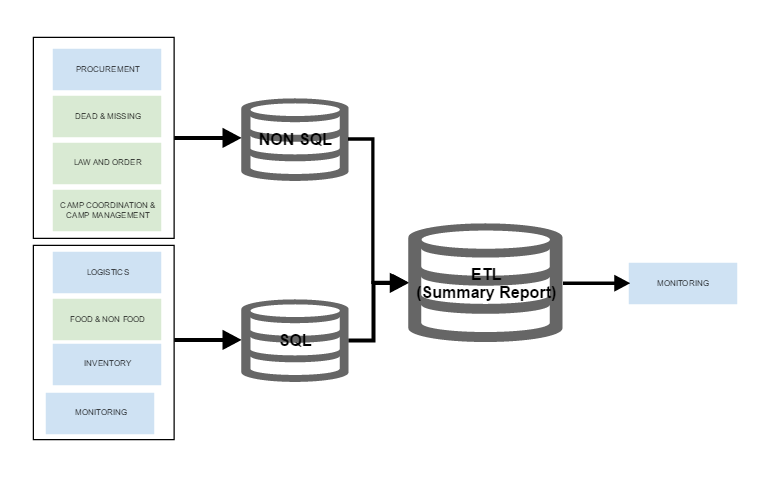 PROCUREMENT
DEAD & MISSING
LAW AND ORDER
CAMP COORDINATION &
CAMP MANAGEMENT
NON SQL
LOGISTICS
FOOD & NON FOOD
INVENTORY
MONITORING
SQL
ETL
(Summary Report)
MONITORING